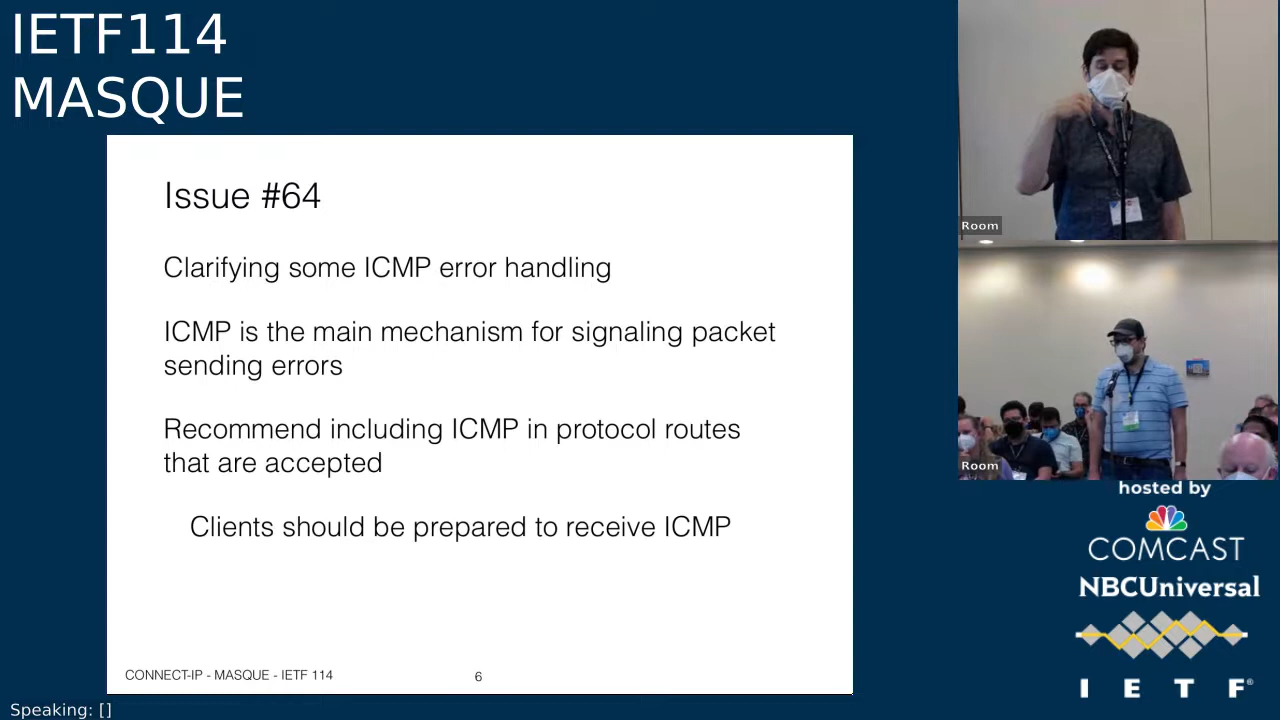 IETF114
MASQUE
Issue #64
Clarifying some ICMP error handling
ICMP is the main mechanism for signaling packet
sending errors
Recommend including ICMP in protocol routes
that are accepted
Clients should be prepared to receive ICMP
CONNECT-IP - MASQUE - IETF 114
6
Room
Room
hosted by
COMCAST
NBCUniversal
I E T F®
Speaking: []